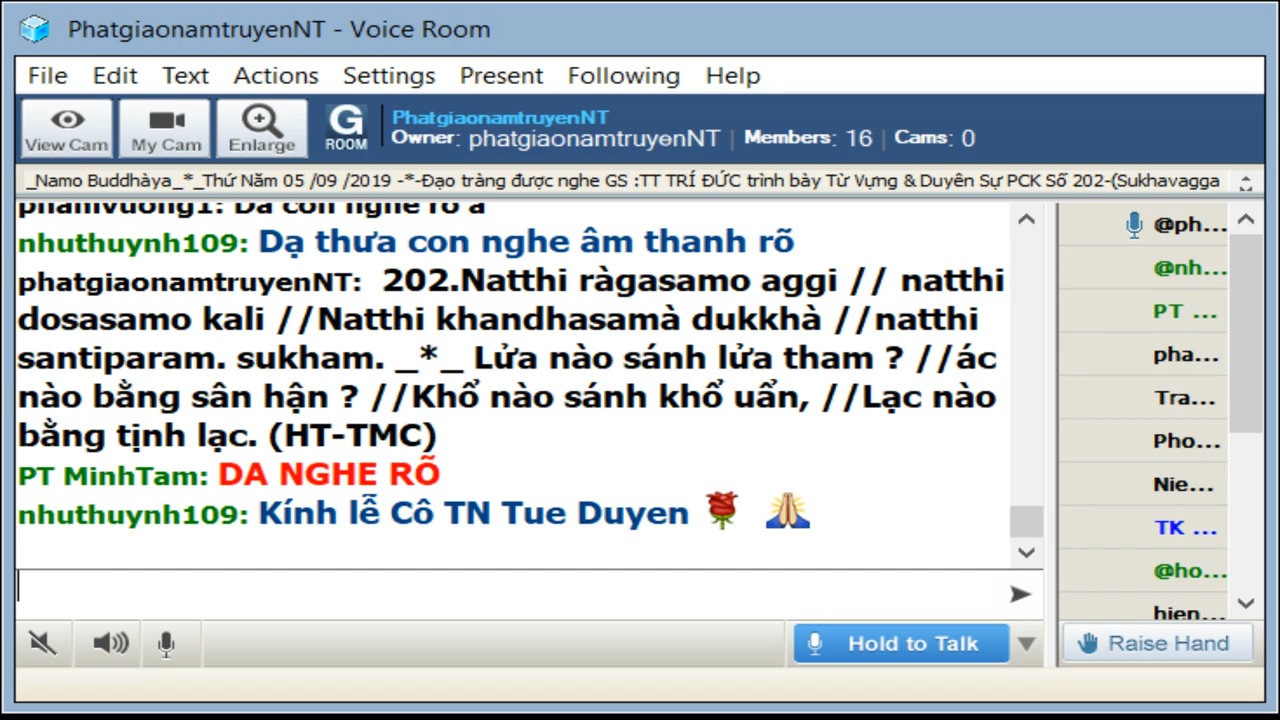 PhatgiaonamtruyenNT - Voice Room
File Edit Text Actions Settings Present Following Help
View Cam My Cam Enlarge G ROOM
PhatgiaonamtruyenNT
Owner: phatgiaonamtruyenNT | Members: 16 | Cams: 0
_Namo Buddhàya_*_Thứ Năm 05 /09 /2019 -*-Đạo tràng được nghe GS :TT TRÍ ĐỨC trình bày Từ Vựng & Duyên Sự PCK Số 202-(Sukhavagga
phamvuong1: Da con nghe ro a
nhuthuynh109: Dạ thưa con nghe âm thanh rõ
phatgiaonamtruyenNT: 202.Natthi ràgasamo aggi // natthi
dosasamo kali //Natthi khandhasamà dukkhà //natthi
santiparam. sukham. _*_ Lửa nào sánh lửa tham ? //ác
nào bằng sân hận ? //Khổ nào sánh khổ uẩn, //Lạc nào
bằng tịnh lạc. (HT-TMC)
PT MinhTam: DA NGHE RÕ
nhuthuynh109: Kính lễ Cô TN Tue Duyen
@ph...
@nh...
PT ...
pha...
Tra...
Pho...
Nie...
TK ...
@ho...
hien...
Hold to Talk
Raise Hand